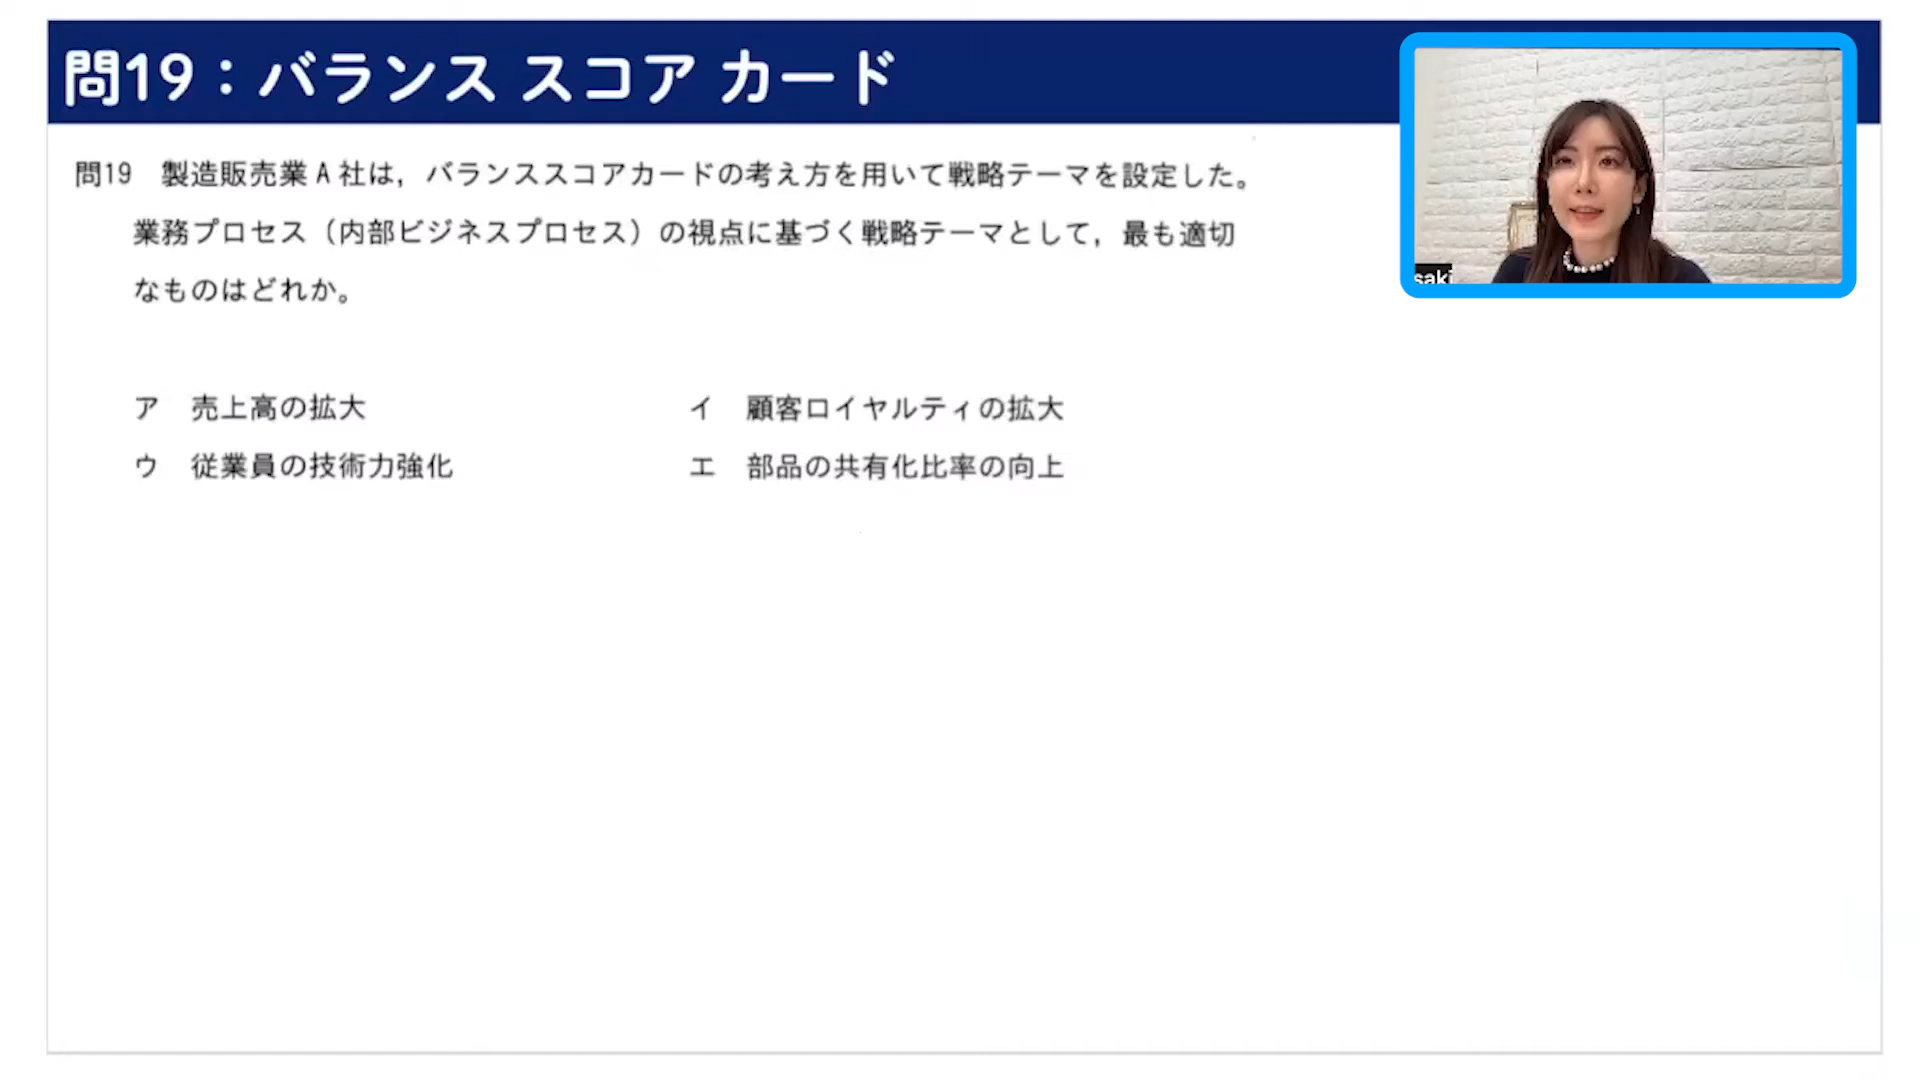 問19：バランス スコア カード
問19 製造販売業A社は，バランススコアカードの考え方を用いて戦略テーマを設定した。
業務プロセス（内部ビジネスプロセス）の視点に基づく戦略テーマとして，最も適切
なものはどれか。
ア 売上高の拡大
イ 顧客ロイヤルティの拡大
ウ 従業員の技術力強化
エ 部品の共有化比率の向上
saki